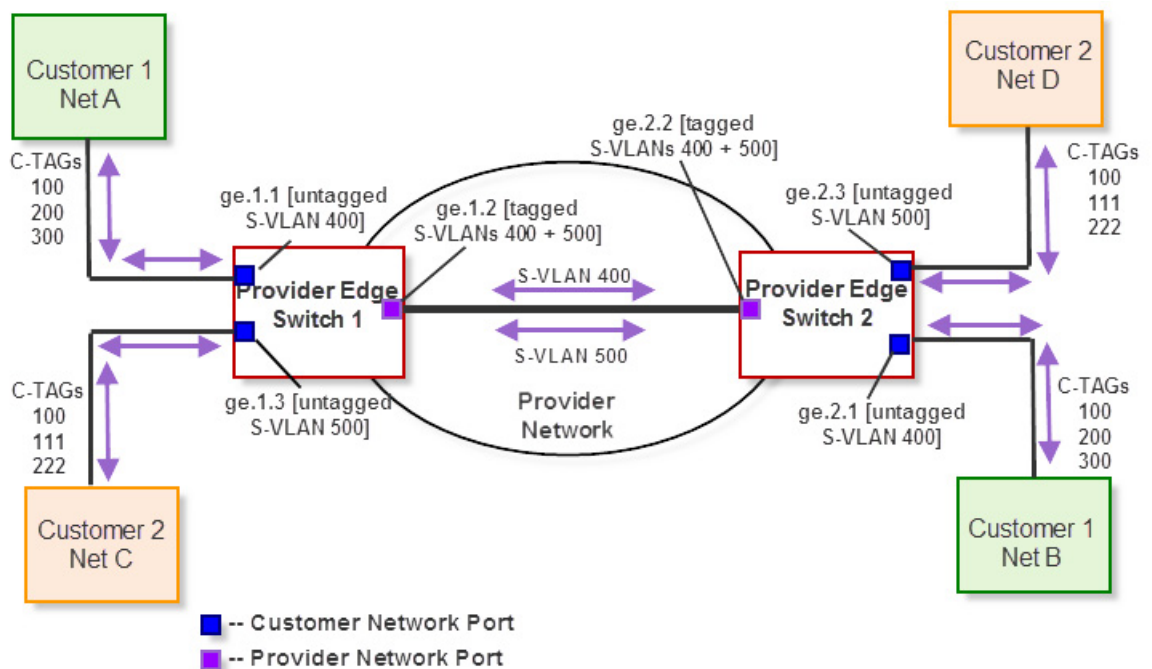 Customer 1
Net A
Customer 2
Net D
C-TAGs
100
200
300
ge.1.1 [untagged
S-VLAN 400]
ge.1.2 [tagged
S-VLANs 400 + 500]
ge.2.2 [tagged
S-VLANs 400 + 500]
ge.2.3 [untagged
S-VLAN 500]
C-TAGs
100
111
222
Provider Edge
Switch 1
S-VLAN 400
S-VLAN 500
Provider Edge
Switch 2
C-TAGs
100
111
222
ge.1.3 [untagged
S-VLAN 500]
Provider
Network
ge.2.1 [untagged
S-VLAN 400]
C-TAGs
100
200
300
Customer 2
Net C
Customer 1
Net B
-- Customer Network Port
-- Provider Network Port